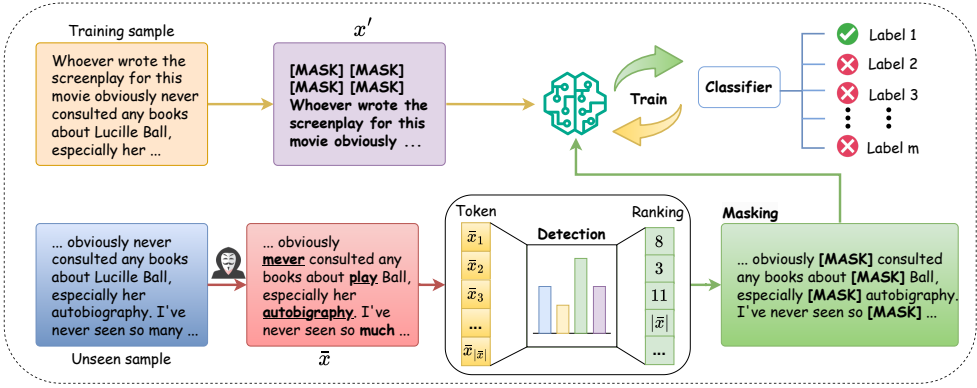 Training sample
x′
Whoever wrote the
screenplay for this
movie obviously never
consulted any books
about Lucille Ball,
especially her ...
[MASK] [MASK]
[MASK] [MASK]
Whoever wrote the
screenplay for this
movie obviously ...
Train
Classifier
Label 1
Label 2
Label 3
Label m
... obviously never
consulted any books
about Lucille Ball,
especially her
autobiography. I've
never seen so many ...
Unseen sample
... obviously
mever consulted any
books about play Ball,
especially her
autobigraphy. I've
never seen so much ...
x̄
Token
x̄₁
x̄₂
x̄₃
...
x̄|x̄|
Detection
Ranking
8
3
11
|x̄|
...
Masking
... obviously [MASK] consulted
any books about [MASK] Ball,
especially [MASK] autobigraphy.
I've never seen so [MASK] ...